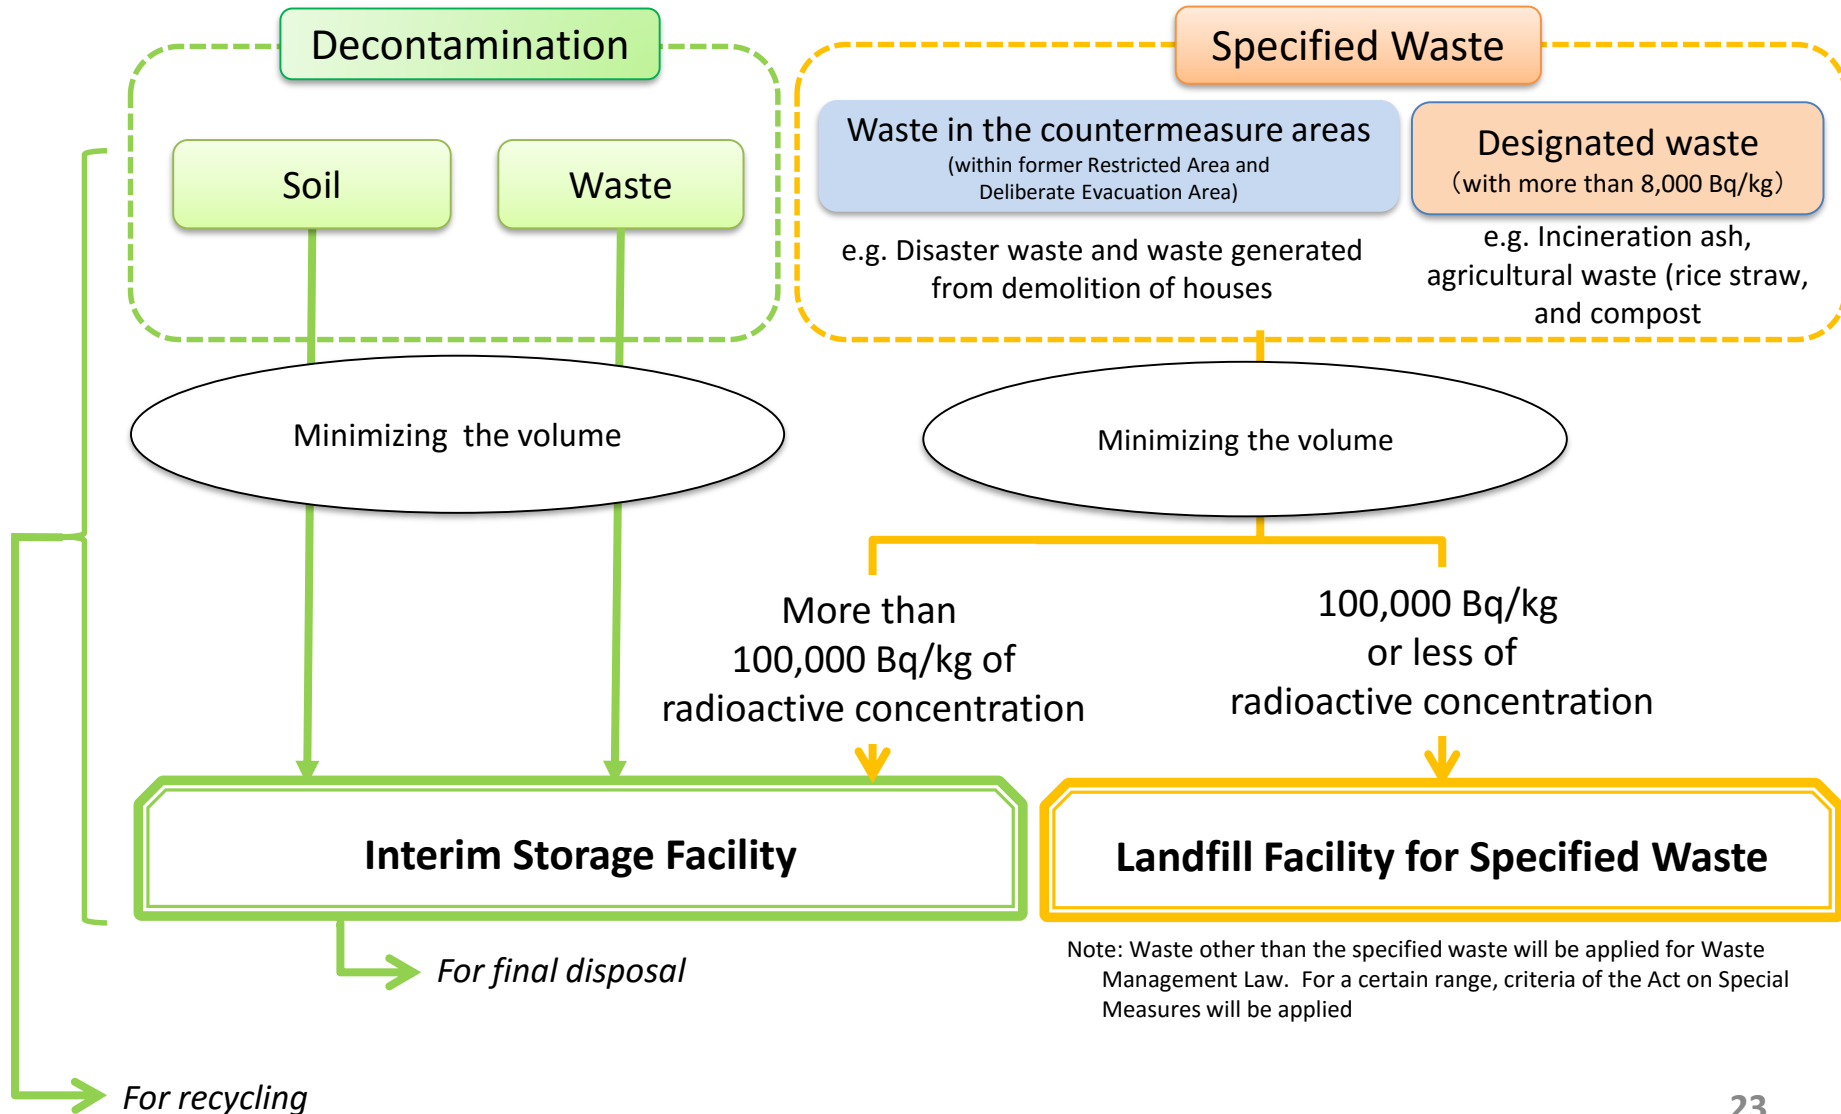 Decontamination
Specified Waste
Soil
Waste
Waste in the countermeasure areas
(within former Restricted Area and
Deliberate Evacuation Area)
e.g. Disaster waste and waste generated
from demolition of houses
Designated waste
（with more than 8,000 Bq/kg）
e.g. Incineration ash,
agricultural waste (rice straw,
and compost
Minimizing  the volume
Minimizing the volume
More than
100,000 Bq/kg of
radioactive concentration
100,000 Bq/kg
or less of
radioactive concentration
Interim Storage Facility
Landfill Facility for Specified Waste
For final disposal
Note: Waste other than the specified waste will be applied for Waste
Management Law.  For a certain range, criteria of the Act on Special
Measures will be applied
For recycling
23